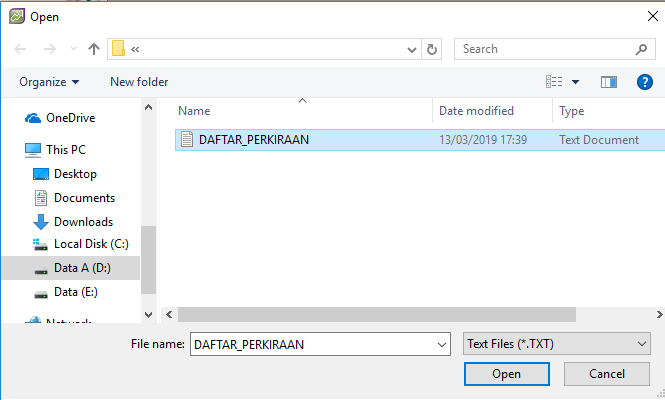 Open
«
Search
Organize
New folder
Name
Date modified
Type
OneDrive
DAFTAR_PERKIRAAN
13/03/2019 17:39
Text Document
This PC
Desktop
Documents
Downloads
Local Disk (C:)
Data A (D:)
Data (E:)
Network
File name:
DAFTAR_PERKIRAAN
Text Files (*.TXT)
Open
Cancel